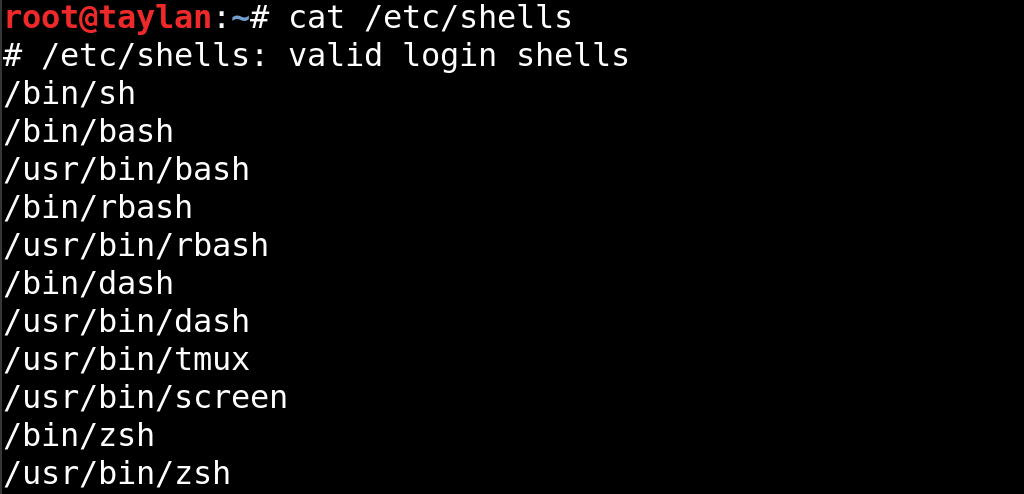 root@taylan:~# cat /etc/shells
# /etc/shells: valid login shells
/bin/sh
/bin/bash
/usr/bin/bash
/bin/rbash
/usr/bin/rbash
/bin/dash
/usr/bin/dash
/usr/bin/tmux
/usr/bin/screen
/bin/zsh
/usr/bin/zsh